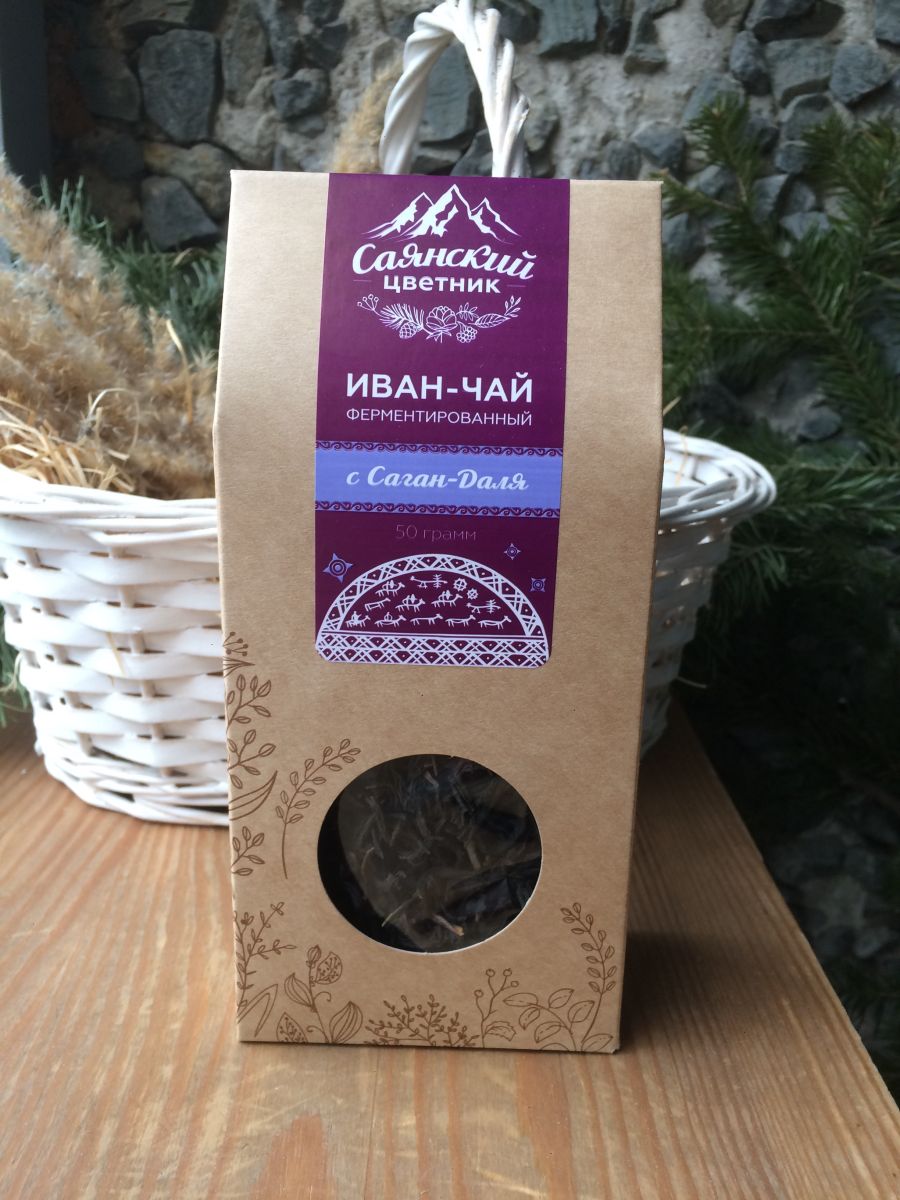 Саянский
цветник
ИВАН-ЧАЙ
ФЕРМЕНТИРОВАННЫЙ
с Саган-Даля
50 грамм